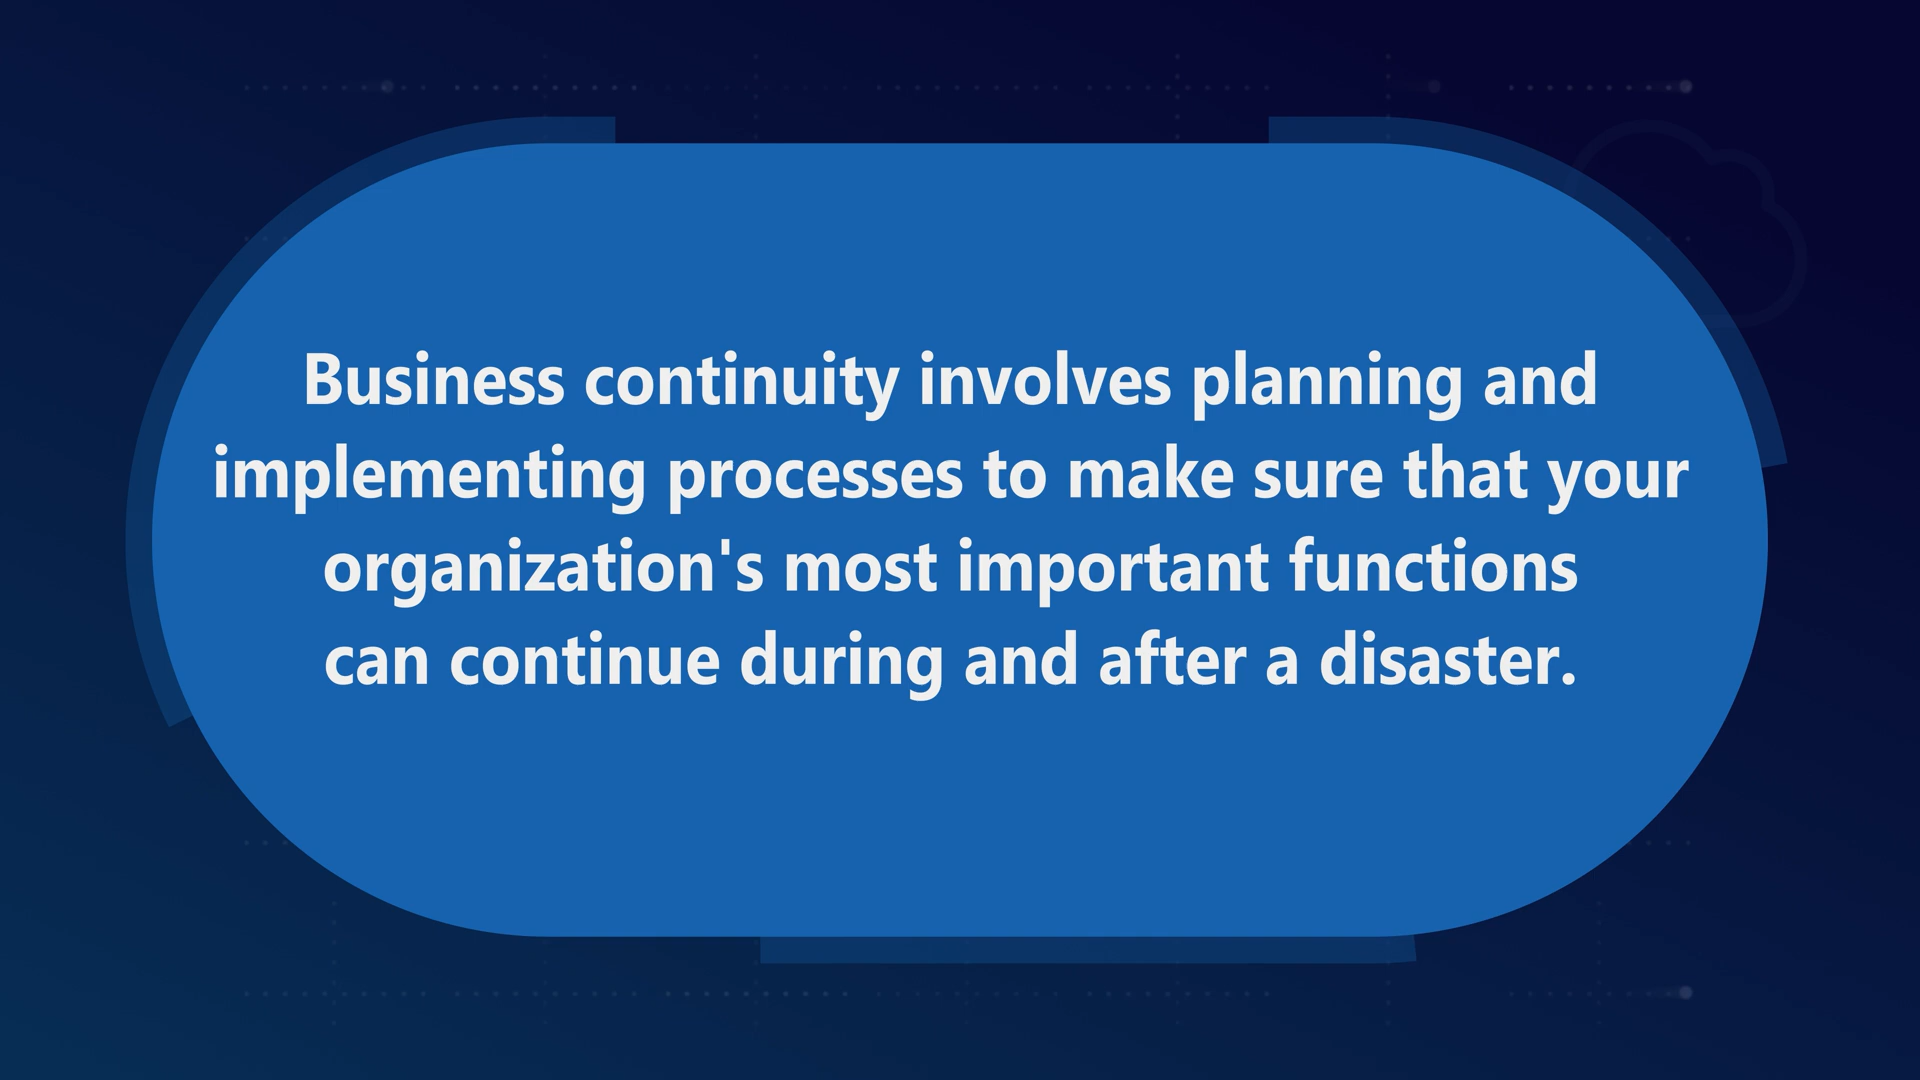 Business continuity involves planning and
implementing processes to make sure that your
organization's most important functions
can continue during and after a disaster.